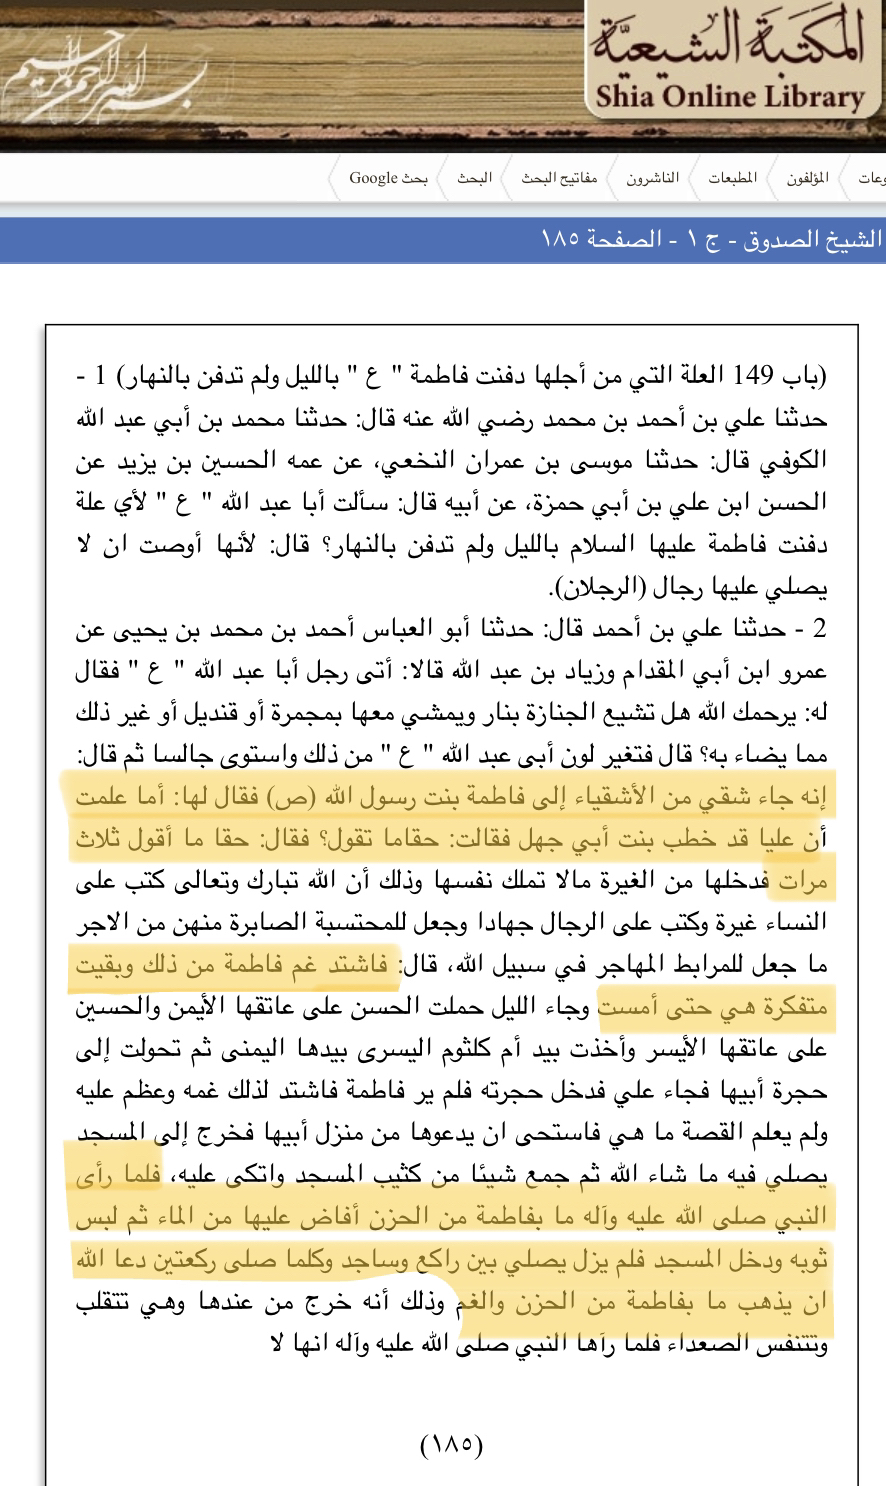 بسم الله الرحمن الرحيم
المكتبة الشيعية
Shia Online Library
المؤلفون
المطبعات
الناشرون
مفاتيح البحث
البحث
بحث Google
الشيخ الصدوق - ج ١ - الصفحة ١٨٥
(باب 149 العلة التي من أجلها دفنت فاطمة " ع " بالليل ولم تدفن بالنهار) 1 -
حدثنا علي بن أحمد بن محمد رضي الله عنه قال: حدثنا محمد بن أبي عبد الله
الكوفي قال: حدثنا موسى بن عمران النخعي، عن عمه الحسين بن يزيد عن
الحسن ابن علي بن أبي حمزة، عن أبيه قال: سألت أبا عبد الله " ع " لأي علة
دفنت فاطمة عليها السلام بالليل ولم تدفن بالنهار؟ قال: لأنها أوصت ان لا
يصلي عليها رجال (الرجلان).
2 - حدثنا علي بن أحمد قال: حدثنا أبو العباس أحمد بن محمد بن يحيى عن
عمرو ابن أبي المقدام وزياد بن عبد الله قالا: أتى رجل أبا عبد الله " ع " فقال
له: يرحمك الله هل تشيع الجنازة بنار ويمشي معها بمجمرة أو قنديل أو غير ذلك
مما يضاء به؟ قال فتغير لون أبى عبد الله " ع " من ذلك واستوى جالسا ثم قال:
إنه جاء شقي من الأشقياء إلى فاطمة بنت رسول الله (ص) فقال لها: أما علمت
أن عليا قد خطب بنت أبي جهل فقالت: حقاما تقول؟ فقال: حقا ما أقول ثلاث
مرات فدخلها من الغيرة مالا تملك نفسها وذلك أن الله تبارك وتعالى كتب على
النساء غيرة وكتب على الرجال جهادا وجعل للمحتسبة الصابرة منهن من الاجر
ما جعل للمرابط المهاجر في سبيل الله، قال: فاشتد غم فاطمة من ذلك وبقيت
متفكرة هي حتى أمست وجاء الليل حملت الحسن على عاتقها الأيمن والحسين
على عاتقها الأيسر وأخذت بيد أم كلثوم اليسرى بيدها اليمنى ثم تحولت إلى
حجرة أبيها فجاء علي فدخل حجرته فلم ير فاطمة فاشتد لذلك غمه وعظم عليه
ولم يعلم القصة ما هي فاستحى ان يدعوها من منزل أبيها فخرج إلى المسجد
يصلي فيه ما شاء الله ثم جمع شيئا من كثيب المسجد واتكى عليه، فلما رأى
النبي صلى الله عليه وآله ما بفاطمة من الحزن أفاض عليها من الماء ثم لبس
ثوبه ودخل المسجد فلم يزل يصلي بين راكع وساجد وكلما صلى ركعتين دعا الله
ان يذهب ما بفاطمة من الحزن والغم وذلك أنه خرج من عندها وهي تتقلب
وتتنفس الصعداء فلما رآها النبي صلى الله عليه وآله انها لا
(١٨٥)